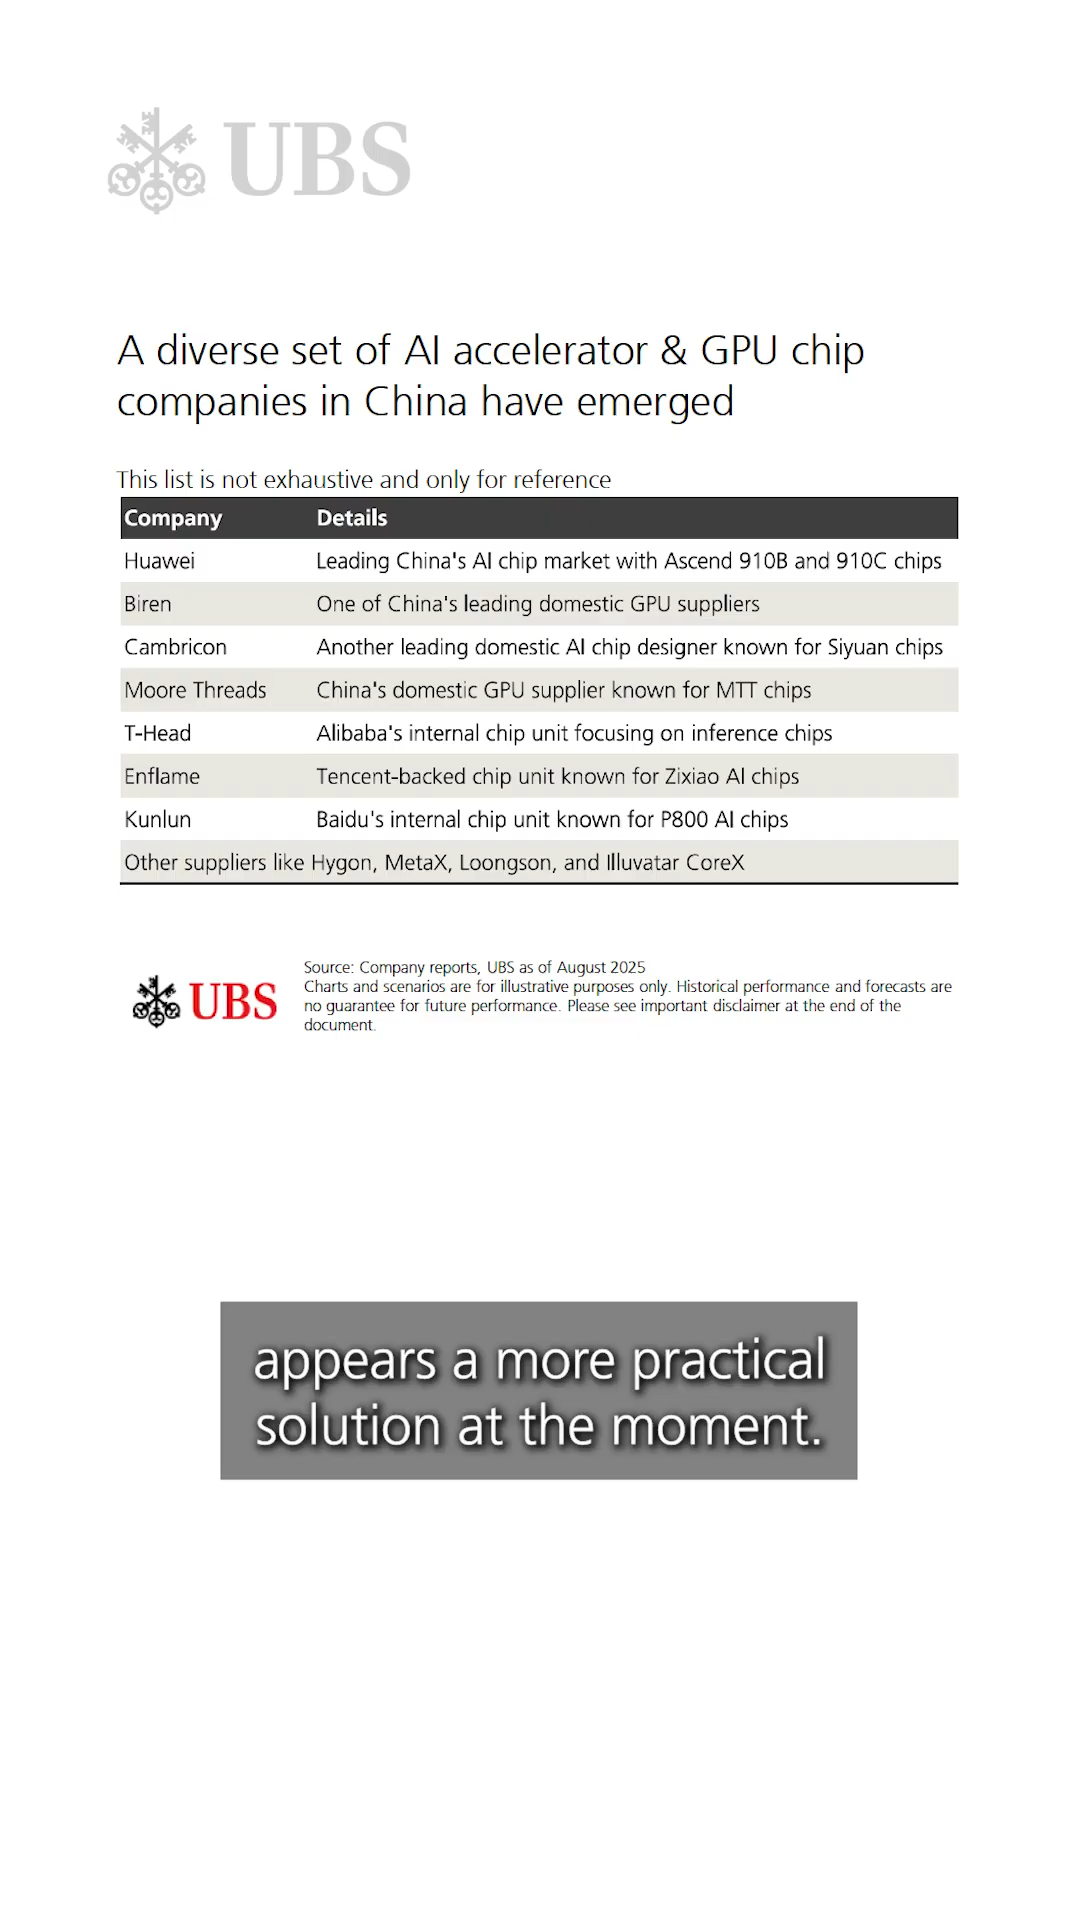 UBS
A diverse set of AI accelerator & GPU chip
companies in China have emerged
This list is not exhaustive and only for reference
Company Details
Huawei Leading China's AI chip market with Ascend 910B and 910C chips
Biren One of China's leading domestic GPU suppliers
Cambricon Another leading domestic AI chip designer known for Siyuan chips
Moore Threads China's domestic GPU supplier known for MTT chips
T-Head Alibaba's internal chip unit focusing on inference chips
Enflame Tencent-backed chip unit known for Zixiao AI chips
Kunlun Baidu's internal chip unit known for P800 AI chips
Other suppliers like Hygon, MetaX, Loongson, and Illuvatar CoreX
UBS
Source: Company reports, UBS as of August 2025
Charts and scenarios are for illustrative purposes only. Historical performance and forecasts are
no guarantee for future performance. Please see important disclaimer at the end of the
document.
appears a more practical
solution at the moment.